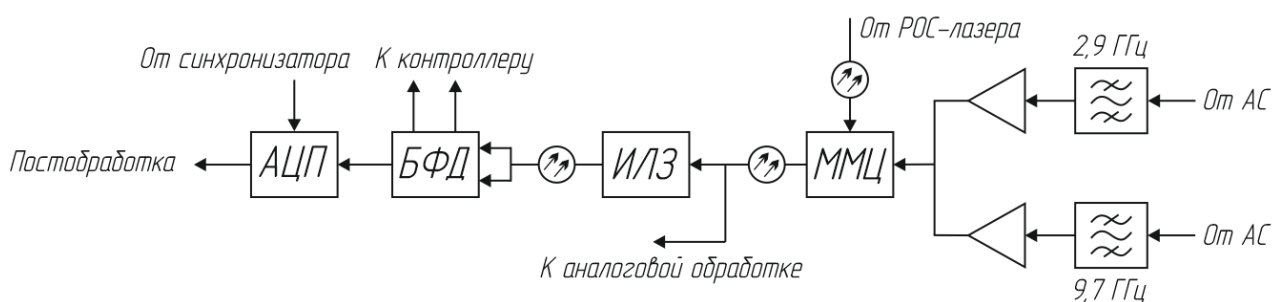 От РОС-лазера
2,9 ГГц
От синхронизатора
К контроллеру
От АС
Постобработка
АЦП
БФД
ИЛЗ
ММЦ
От АС
К аналоговой обработке
9,7 ГГц